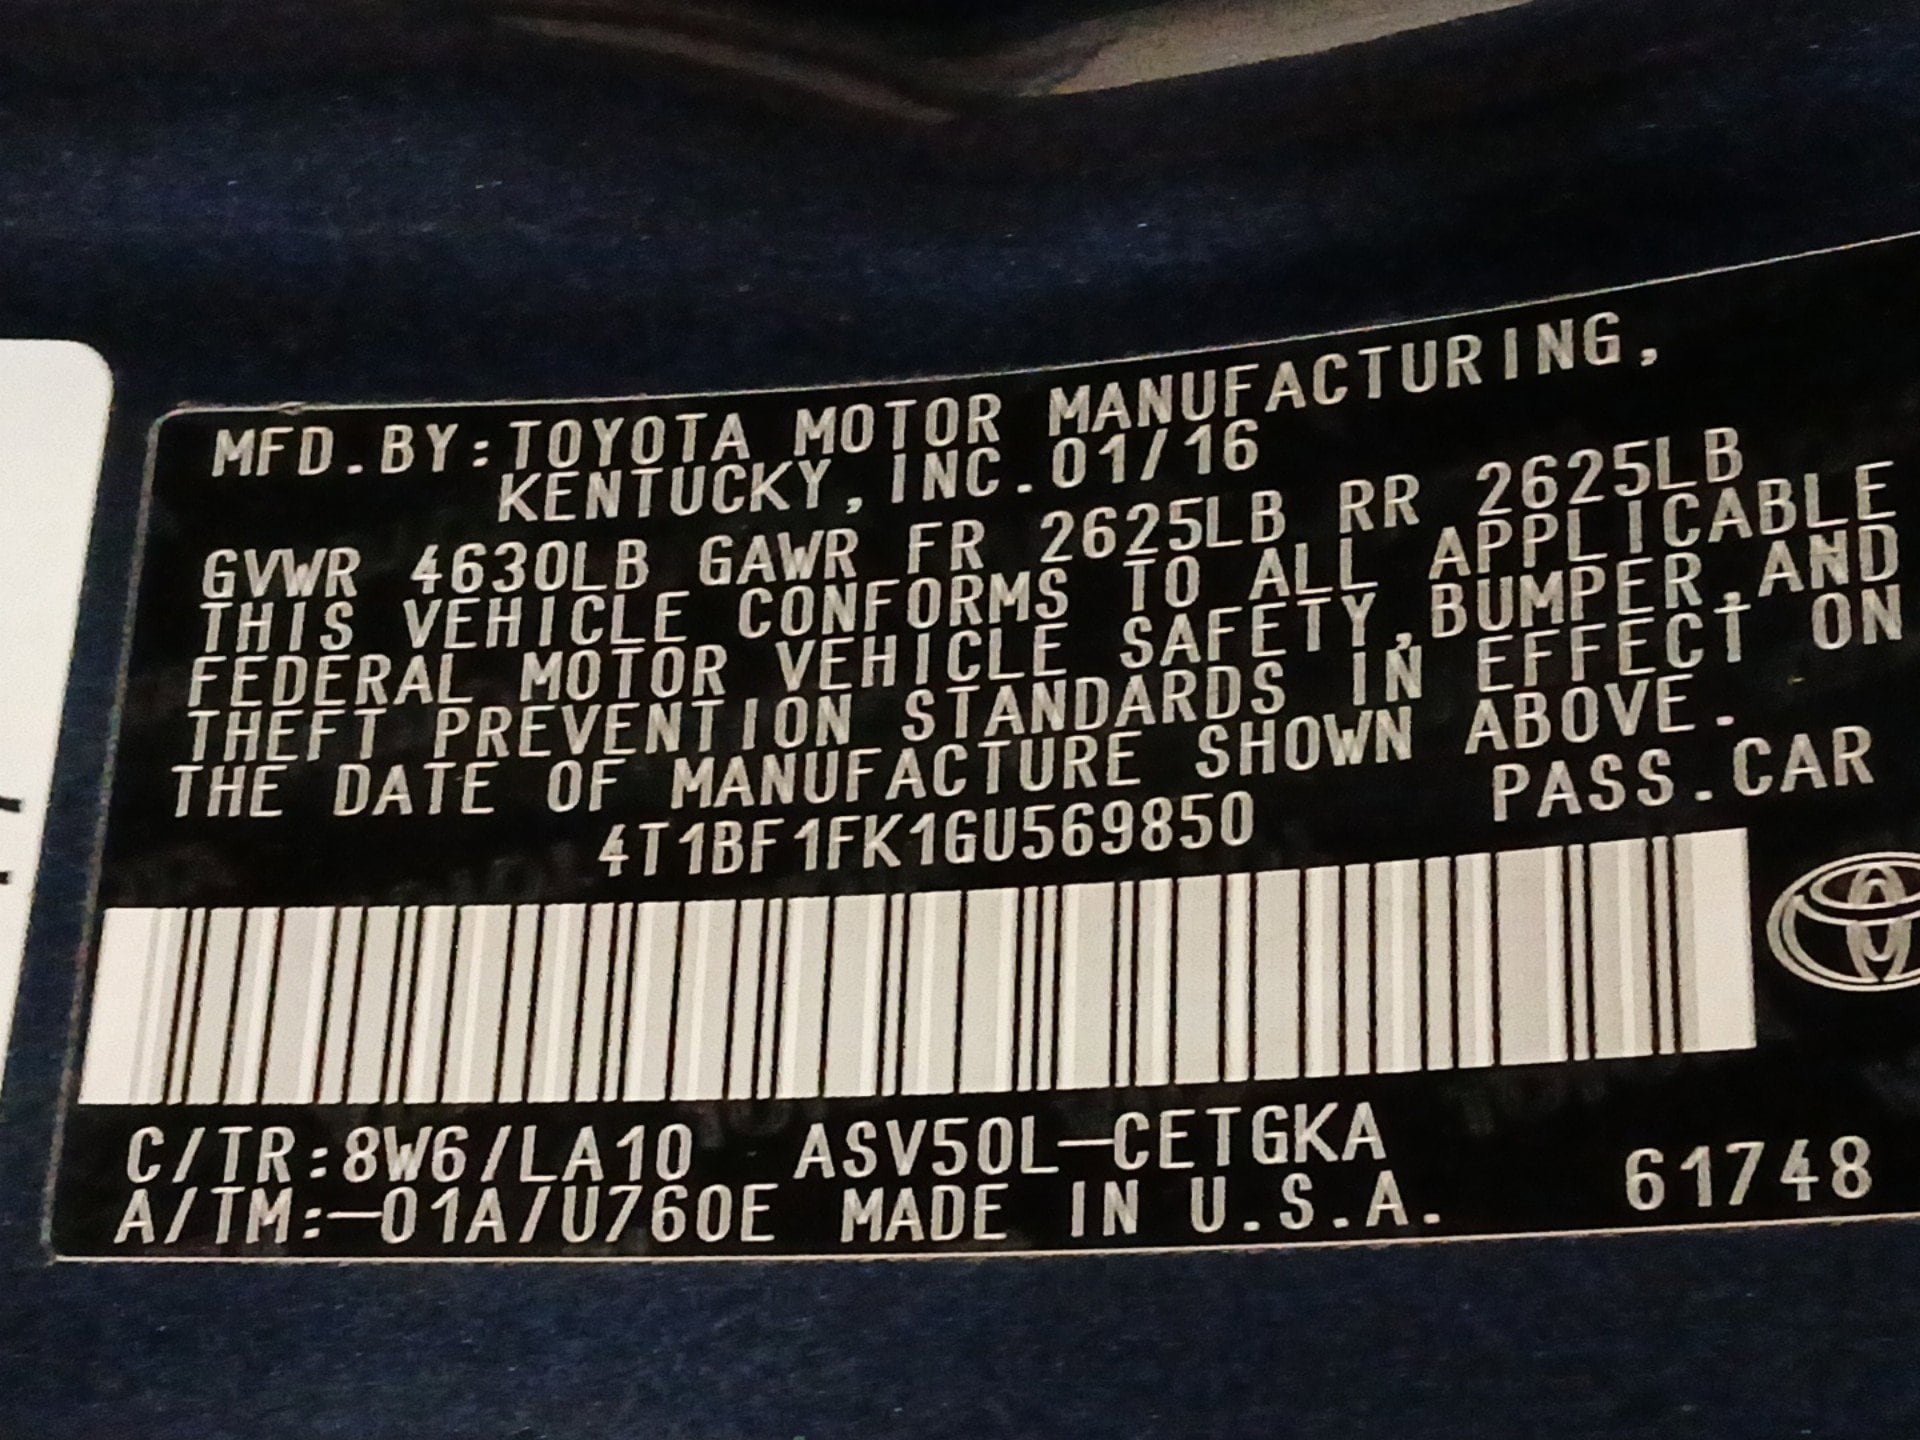 MFD.BY:TOYOTA MOTOR MANUFACTURING,
KENTUCKY, INC.01/16
GVWR 4630LB GAWR FR 2625LB RR 2625LB
THIS VEHICLE CONFORMS TO ALL APPLICABLE
FEDERAL MOTOR VEHICLE SAFETY,BUMPER,AND
THEFT PREVENTION STANDARDS IN EFFECT ON
THE DATE OF MANUFACTURE SHOWN ABOVE.
4T1BF1FK1GU569850 PASS.CAR
C/TR:8W6/LA10 ASV50L-CETGKA
A/TM:-01A/U760E MADE IN U.S.A. 61748